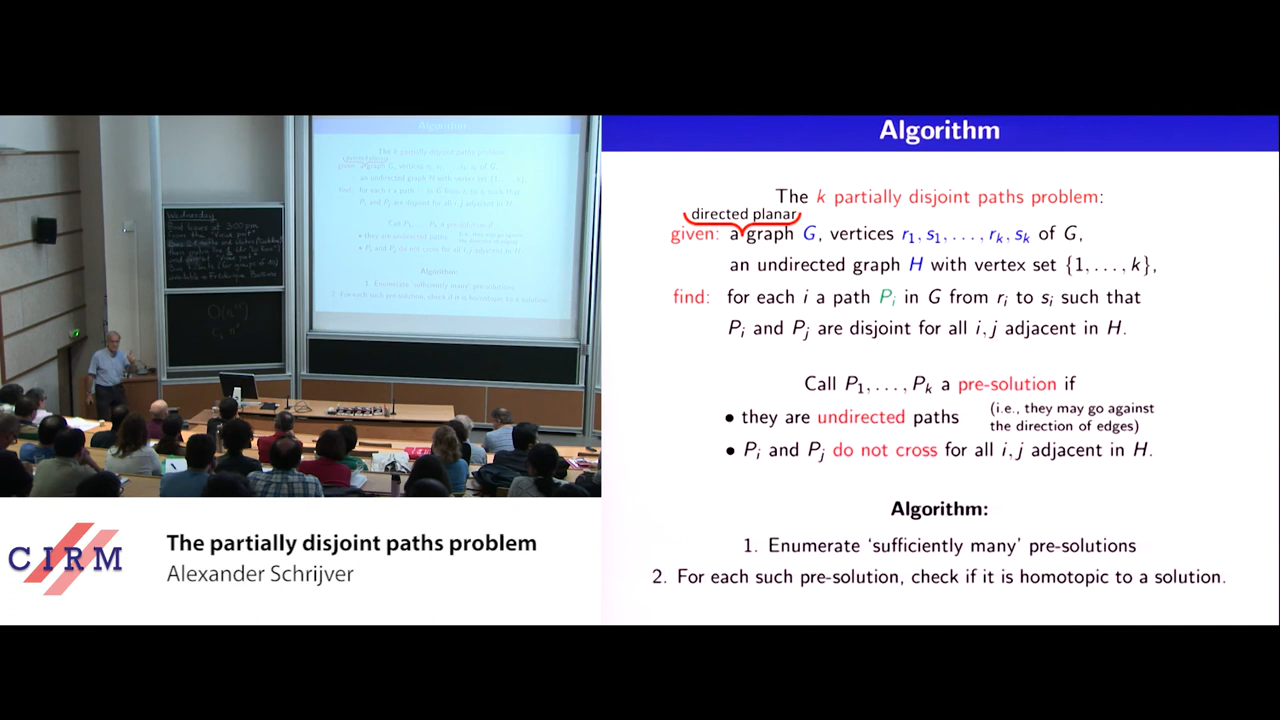 Algorithm
The k partially disjoint paths problem:
directed planar
given: a graph G, vertices r₁, s₁, . . . , rₖ, sₖ of G,
an undirected graph H with vertex set {1, . . . , k},
find: for each i a path Pᵢ in G from rᵢ to sᵢ such that
Pᵢ and Pⱼ are disjoint for all i, j adjacent in H.
Call P₁, . . . , Pₖ a pre-solution if
• they are undirected paths (i.e., they may go against
the direction of edges)
• Pᵢ and Pⱼ do not cross for all i, j adjacent in H.
Algorithm:
1. Enumerate ‘sufficiently many’ pre-solutions
2. For each such pre-solution, check if it is homotopic to a solution.
Wednesday
CIRM
The partially disjoint paths problem
Alexander Schrijver